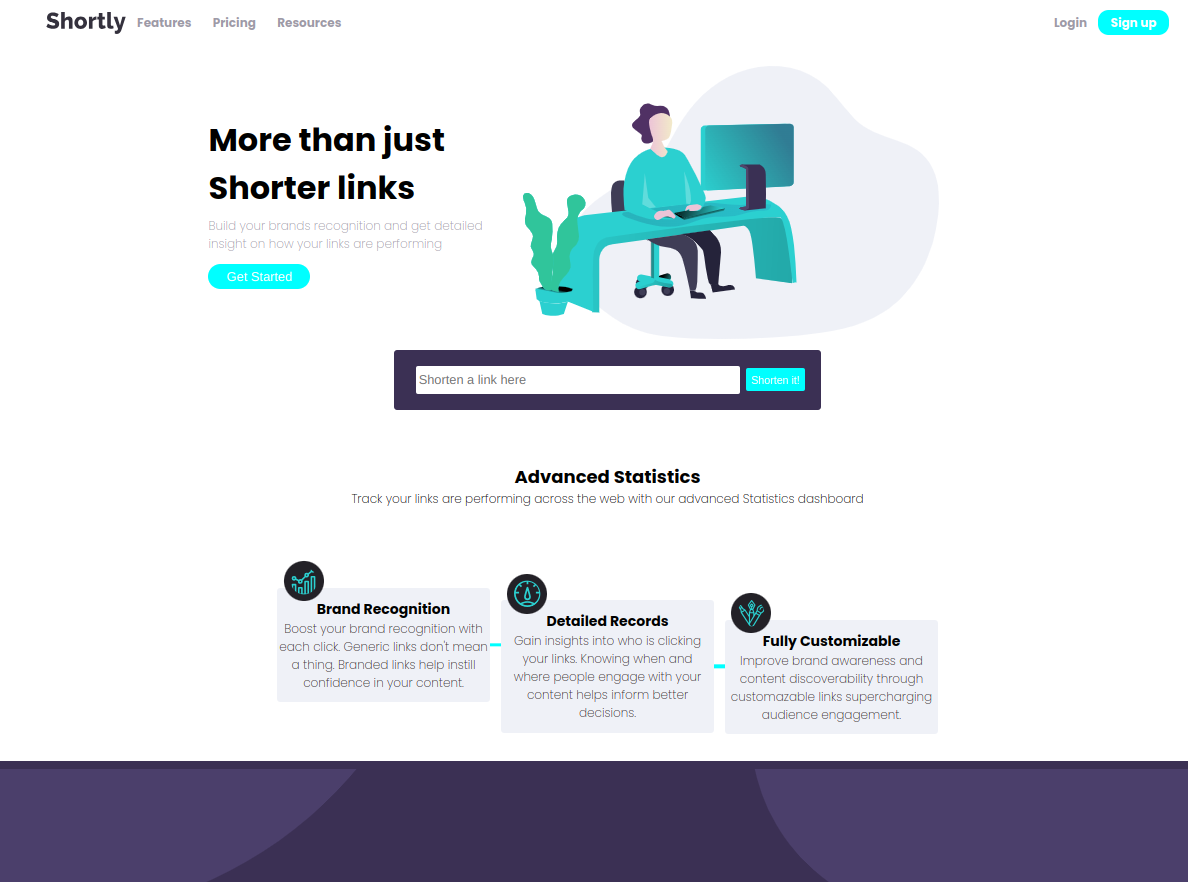 Shortly Features Pricing Resources Login Sign up
More than just
Shorter links
Build your brands recognition and get detailed
insight on how your links are performing
Get Started
Shorten a link here Shorten it!
Advanced Statistics
Track your links are performing across the web with our advanced Statistics dashboard
Brand Recognition
Boost your brand recognition with
each click. Generic links don't mean
a thing. Branded links help instill
confidence in your content.
Detailed Records
Gain insights into who is clicking
your links. Knowing when and
where people engage with your
content helps inform better
decisions.
Fully Customizable
Improve brand awareness and
content discoverability through
customazable links supercharging
audience engagement.